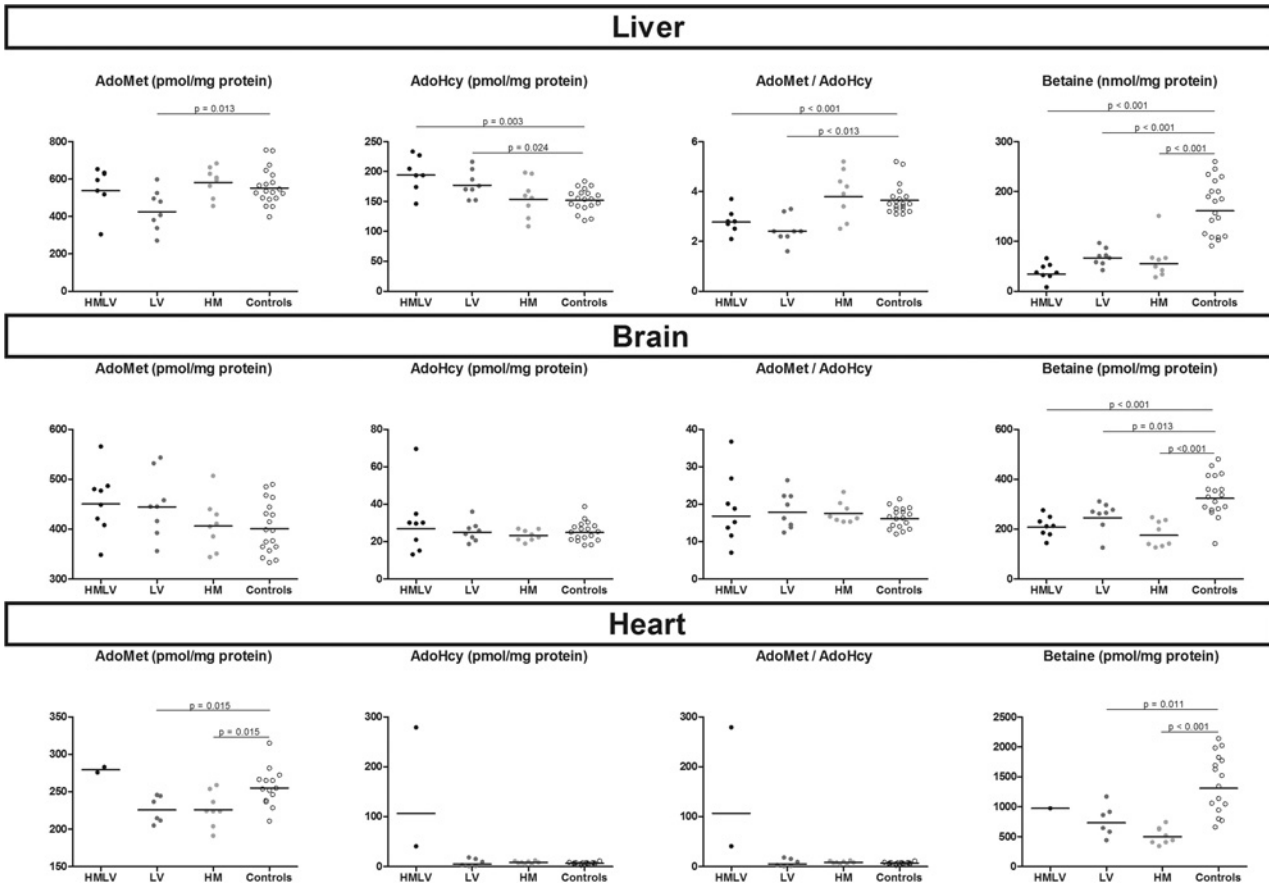 Liver
AdoMet (pmol/mg protein) AdoHcy (pmol/mg protein) AdoMet / AdoHcy Betaine (nmol/mg protein)
p < 0.001 p < 0.001
p = 0.013 p = 0.003 p < 0.013 p < 0.001
p = 0.024 p < 0.001
800 250 6 300
600 200 4 200
400 150 2 100
200 100 0 0
0 50
0
HMLV LV HM Controls HMLV LV HM Controls HMLV LV HM Controls HMLV LV HM Controls
Brain
AdoMet (pmol/mg protein) AdoHcy (pmol/mg protein) AdoMet / AdoHcy Betaine (pmol/mg protein)
p < 0.001
p = 0.013
p <0.001
600 80 40 600
500 60 30 400
400 40 20 200
300 20 10 0
0 0
HMLV LV HM Controls HMLV LV HM Controls HMLV LV HM Controls HMLV LV HM Controls
Heart
AdoMet (pmol/mg protein) AdoHcy (pmol/mg protein) AdoMet / AdoHcy Betaine (pmol/mg protein)
p = 0.015 p = 0.011
p = 0.015 p < 0.001
350 300 300 2500
300 200 200 2000
250 100 100 1500
200 0 0 1000
150 500
0
HMLV LV HM Controls HMLV LV HM Controls HMLV LV HM Controls HMLV LV HM Controls